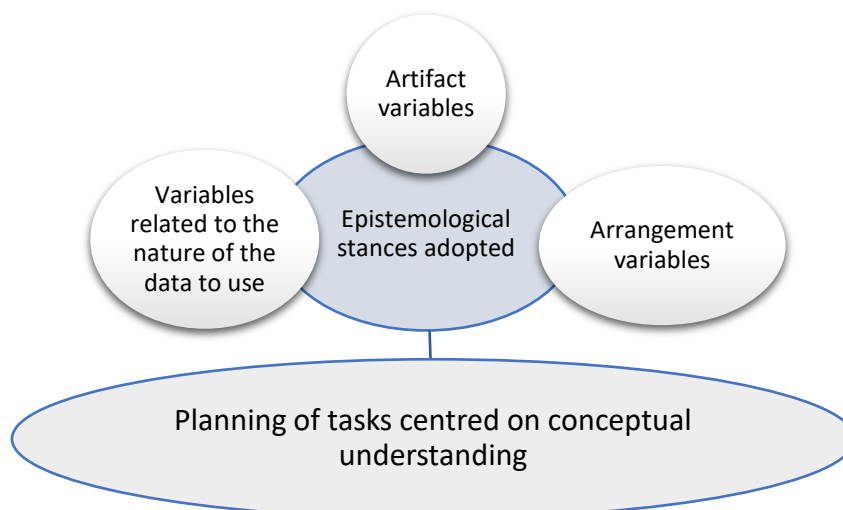 Artifact
variables
Variables
related to the
nature of the
data to use
Epistemological
stances adopted
Arrangement
variables
Planning of tasks centred on conceptual
understanding